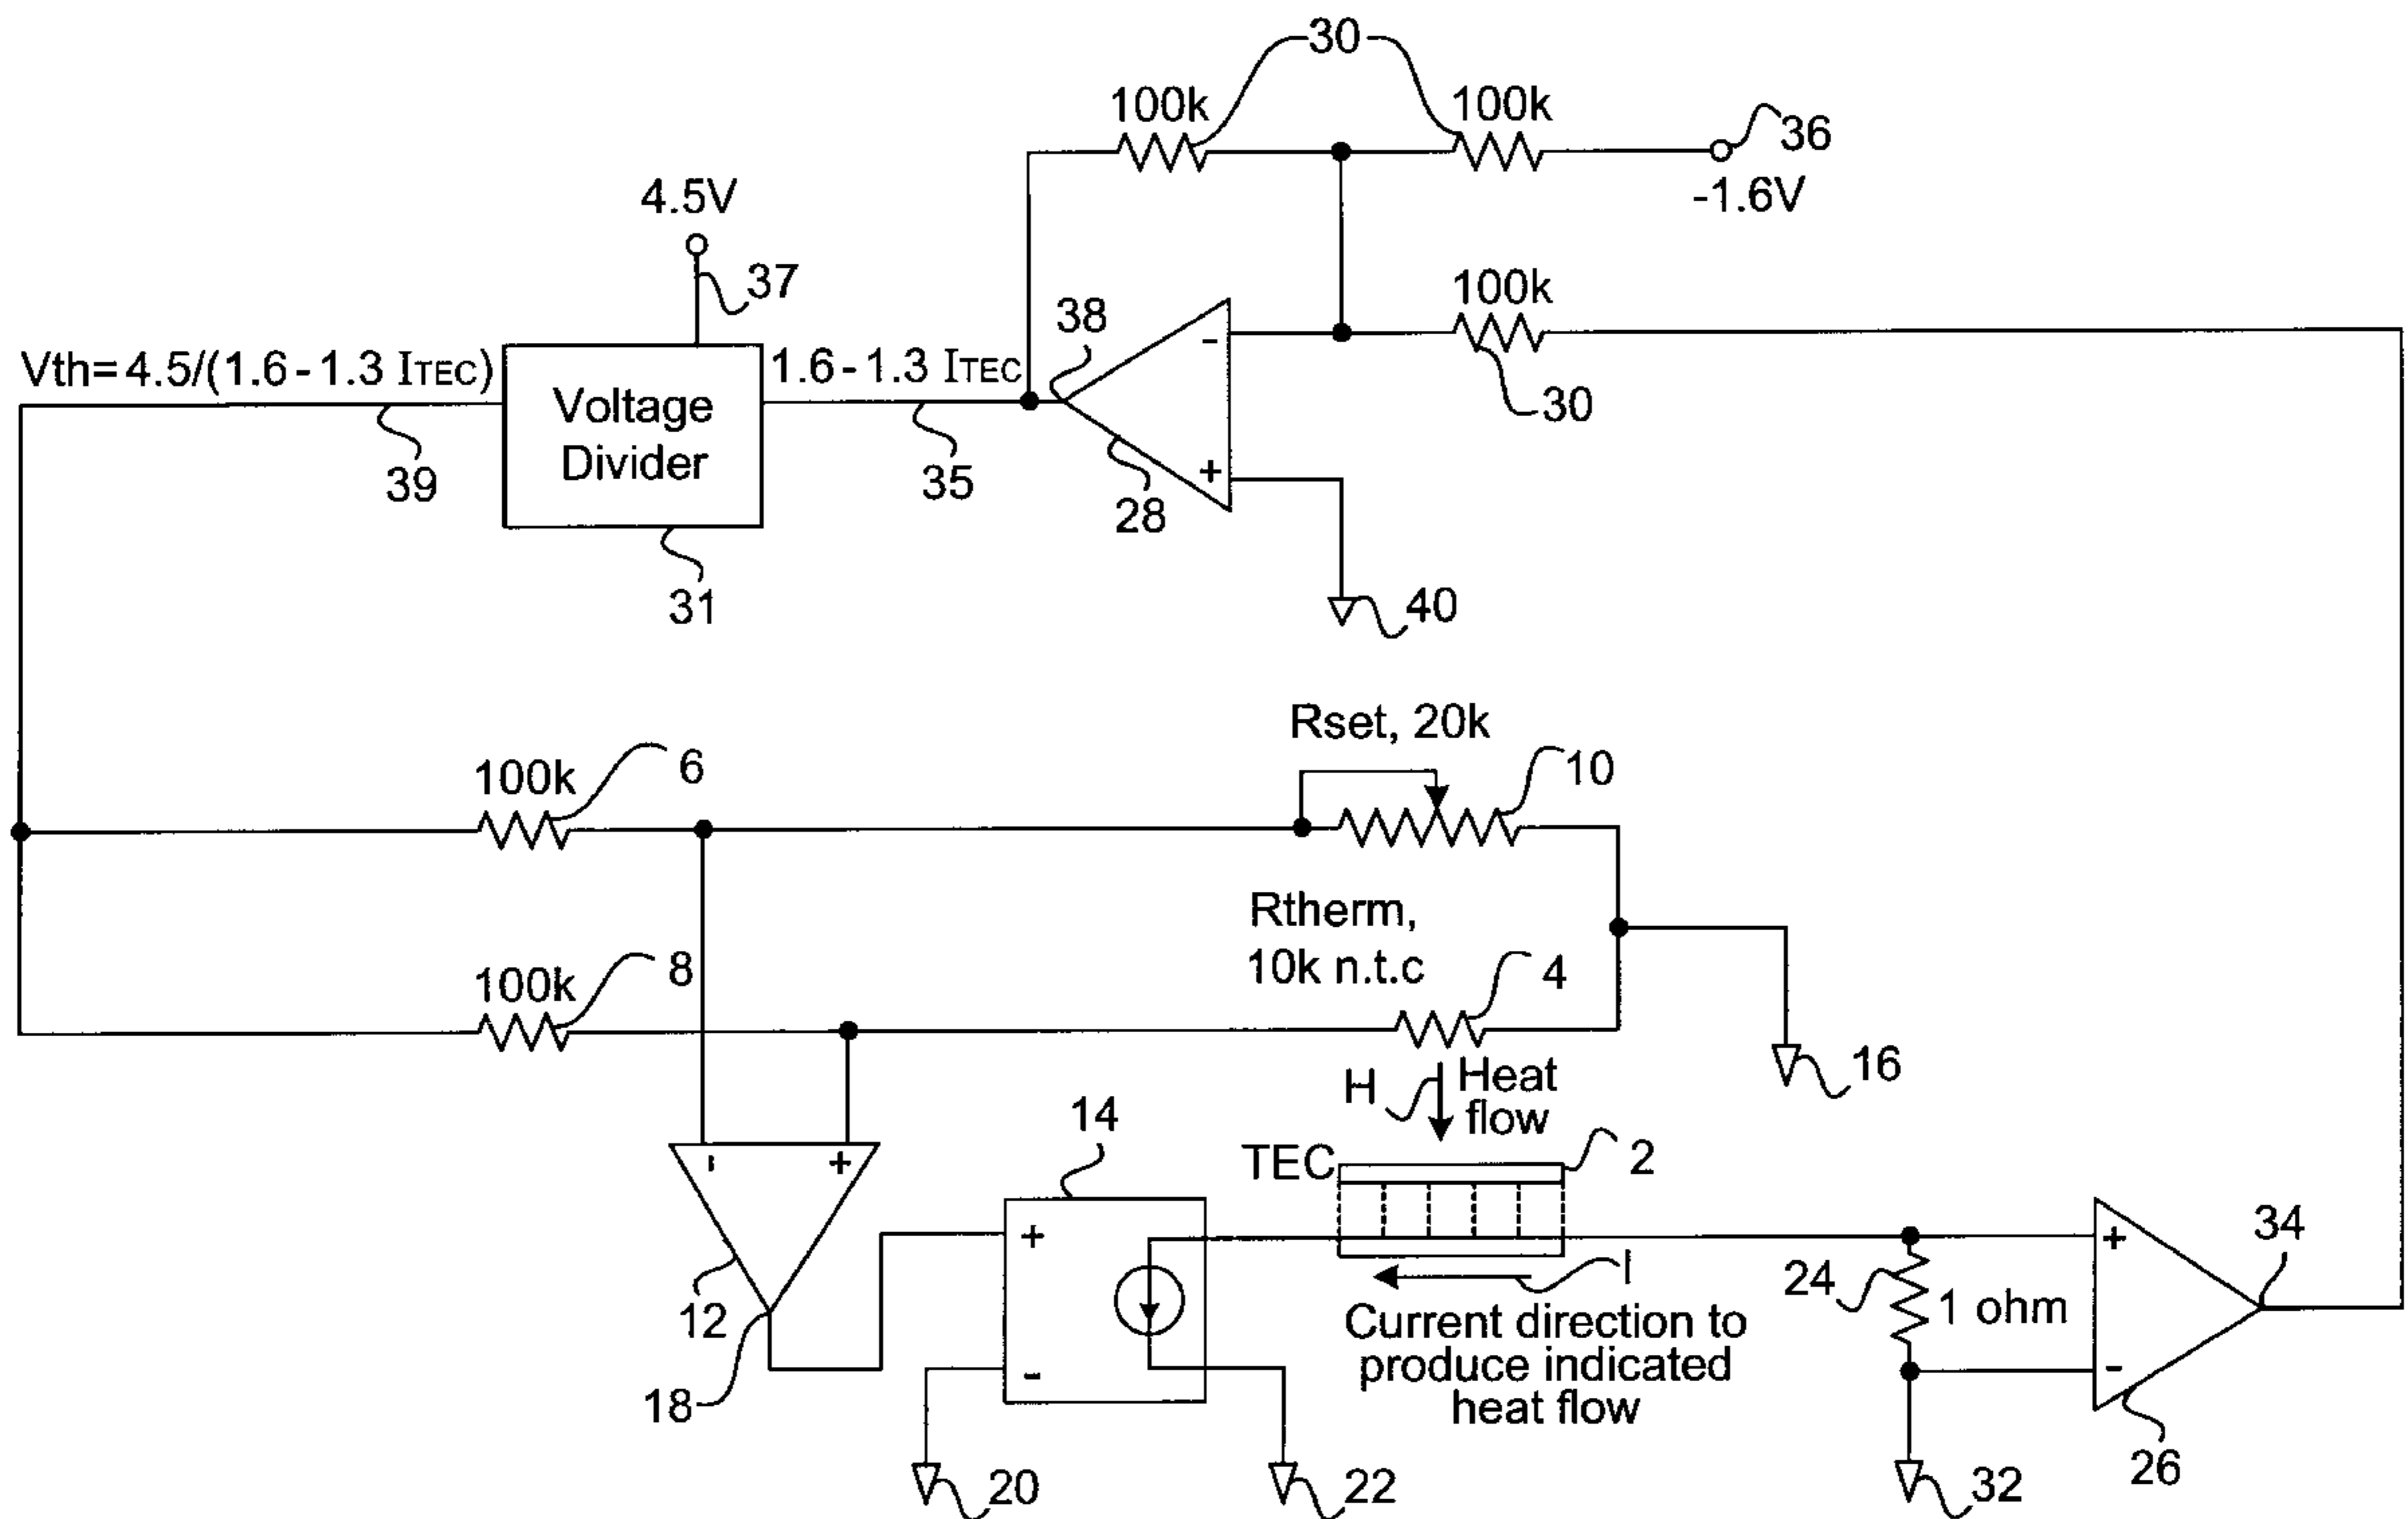 30
100k
100k
36
-1.6V
4.5V
37
100k
38
-
Vth= 4.5/(1.6 - 1.3 ITEC)
1.6 - 1.3 ITEC
Voltage
Divider
30
39
35
+
28
31
40
Rset, 20k
6
100k
10
Rtherm,
10k n.t.c
8
100k
4
16
H
Heat
flow
14
TEC
2
-
+
+
34
+
24
I
12
1 ohm
Current direction to
produce indicated
heat flow
-
-
18
20
22
32
26